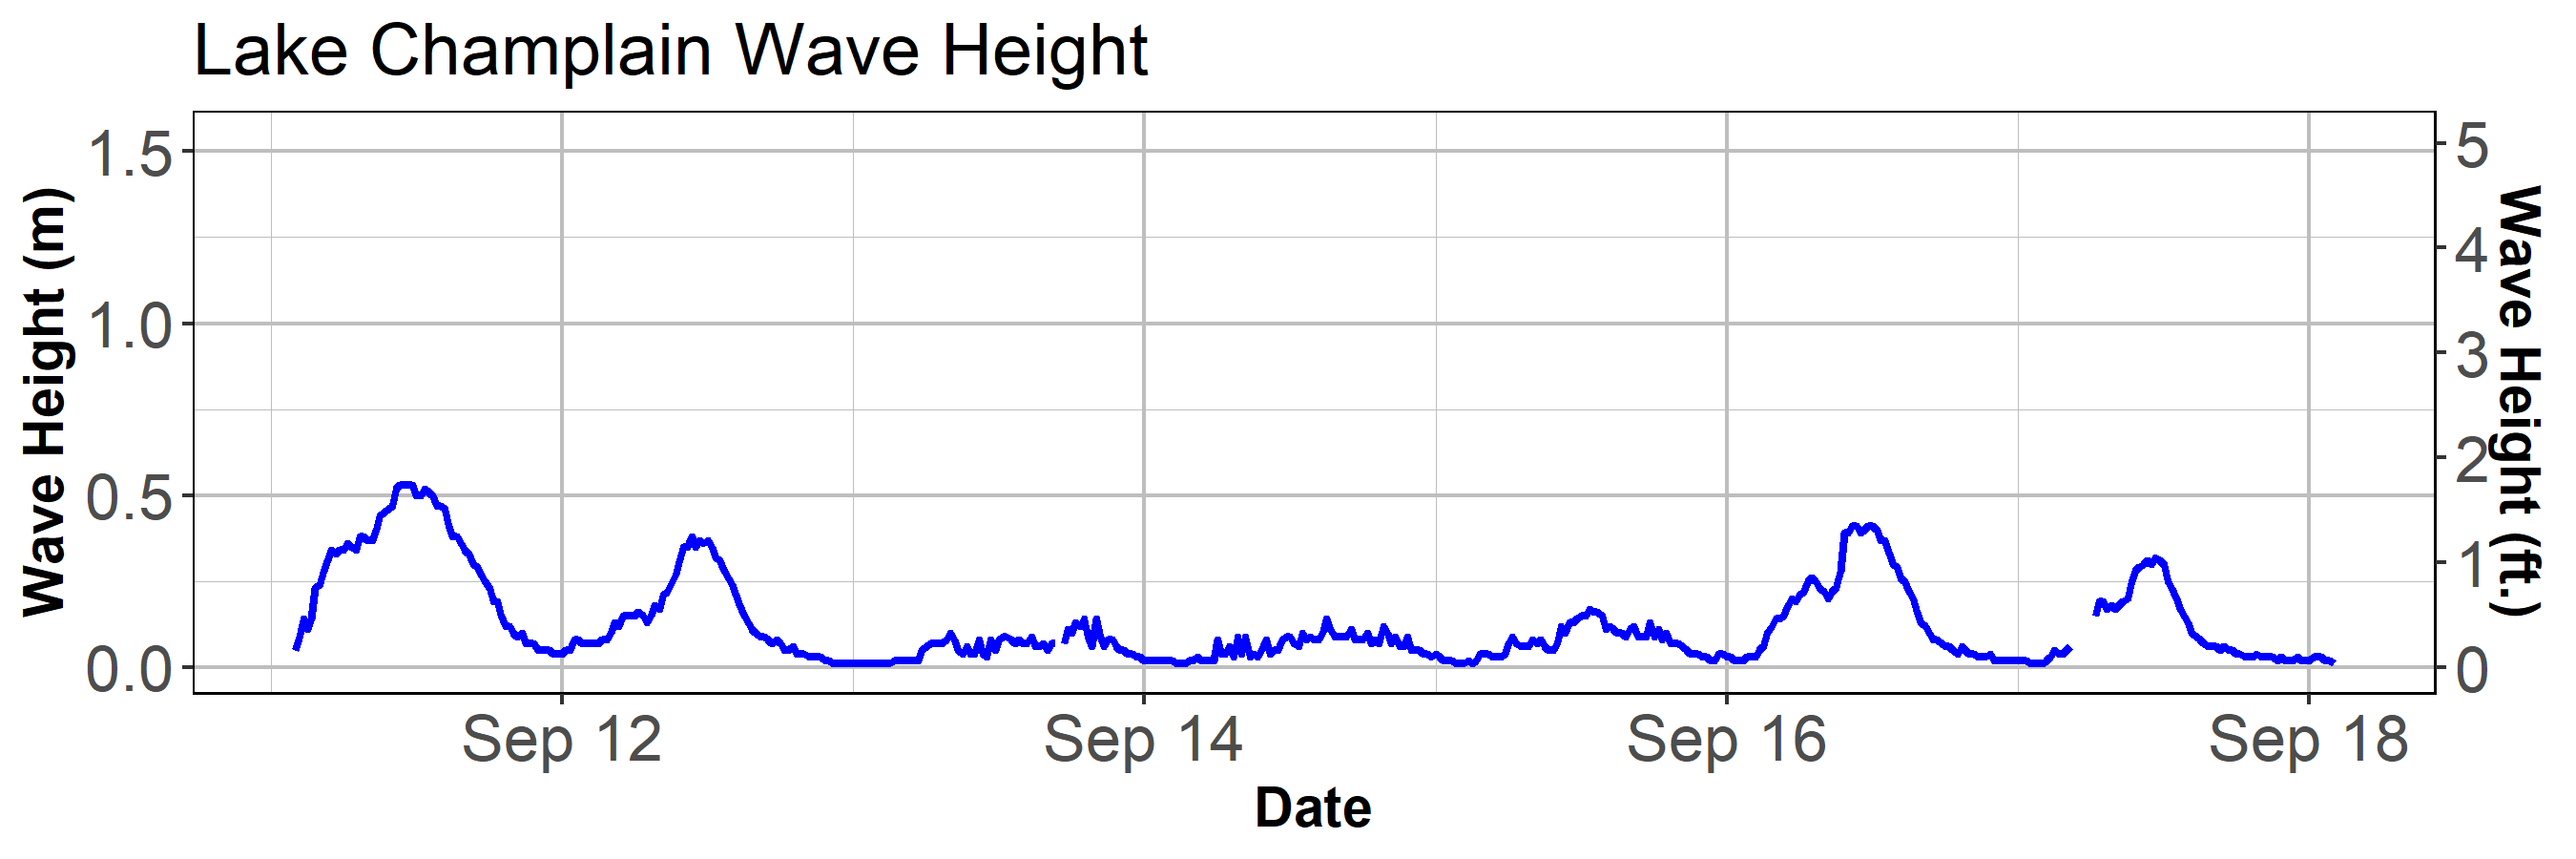 Lake Champlain Wave Height
Wave Height (m)
1.5
1.0
0.5
0.0
5
4
3
2
1
0
Wave Height (ft.)
Sep 12
Sep 14
Sep 16
Sep 18
Date